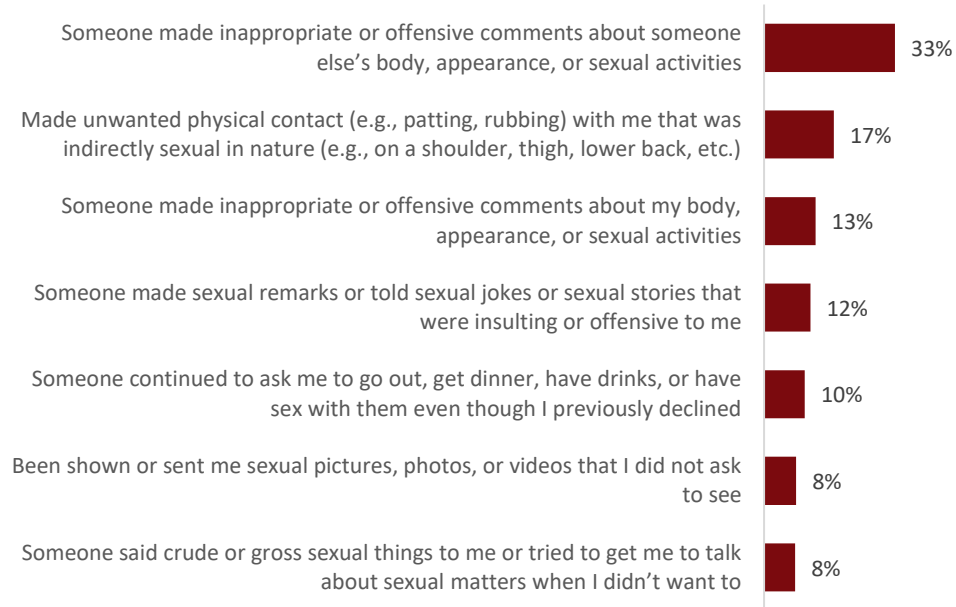 Someone made inappropriate or offensive comments about someone
else’s body, appearance, or sexual activities
33%
Made unwanted physical contact (e.g., patting, rubbing) with me that was
indirectly sexual in nature (e.g., on a shoulder, thigh, lower back, etc.)
17%
Someone made inappropriate or offensive comments about my body,
appearance, or sexual activities
13%
Someone made sexual remarks or told sexual jokes or sexual stories that
were insulting or offensive to me
12%
Someone continued to ask me to go out, get dinner, have drinks, or have
sex with them even though I previously declined
10%
Been shown or sent me sexual pictures, photos, or videos that I did not ask
to see
8%
Someone said crude or gross sexual things to me or tried to get me to talk
about sexual matters when I didn’t want to
8%